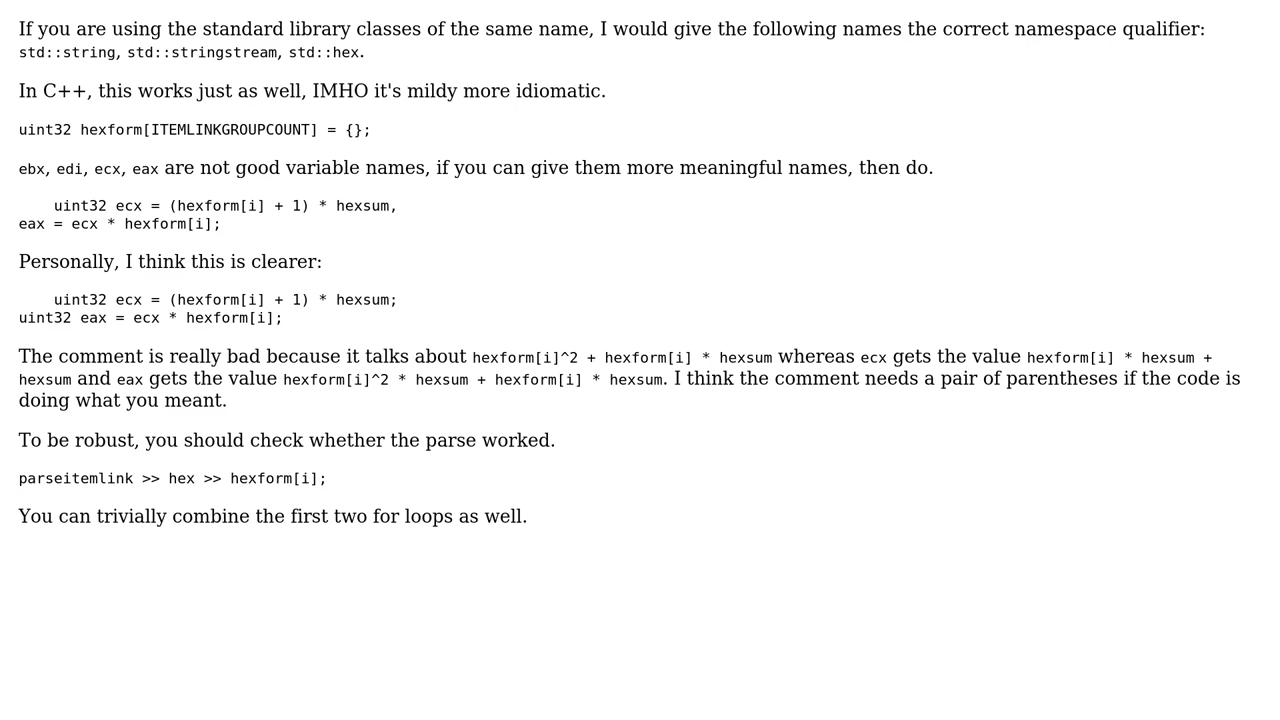 If you are using the standard library classes of the same name, I would give the following names the correct namespace qualifier:
std::string, std::stringstream, std::hex.
In C++, this works just as well, IMHO it's mildy more idiomatic.
uint32 hexform[ITEMLINKGROUPCOUNT] = {};
ebx, edi, ecx, eax are not good variable names, if you can give them more meaningful names, then do.
    uint32 ecx = (hexform[i] + 1) * hexsum,
eax = ecx * hexform[i];
Personally, I think this is clearer:
    uint32 ecx = (hexform[i] + 1) * hexsum;
uint32 eax = ecx * hexform[i];
The comment is really bad because it talks about hexform[i]^2 + hexform[i] * hexsum whereas ecx gets the value hexform[i] * hexsum +
hexsum and eax gets the value hexform[i]^2 * hexsum + hexform[i] * hexsum. I think the comment needs a pair of parentheses if the code is
doing what you meant.
To be robust, you should check whether the parse worked.
parseitemlink >> hex >> hexform[i];
You can trivially combine the first two for loops as well.